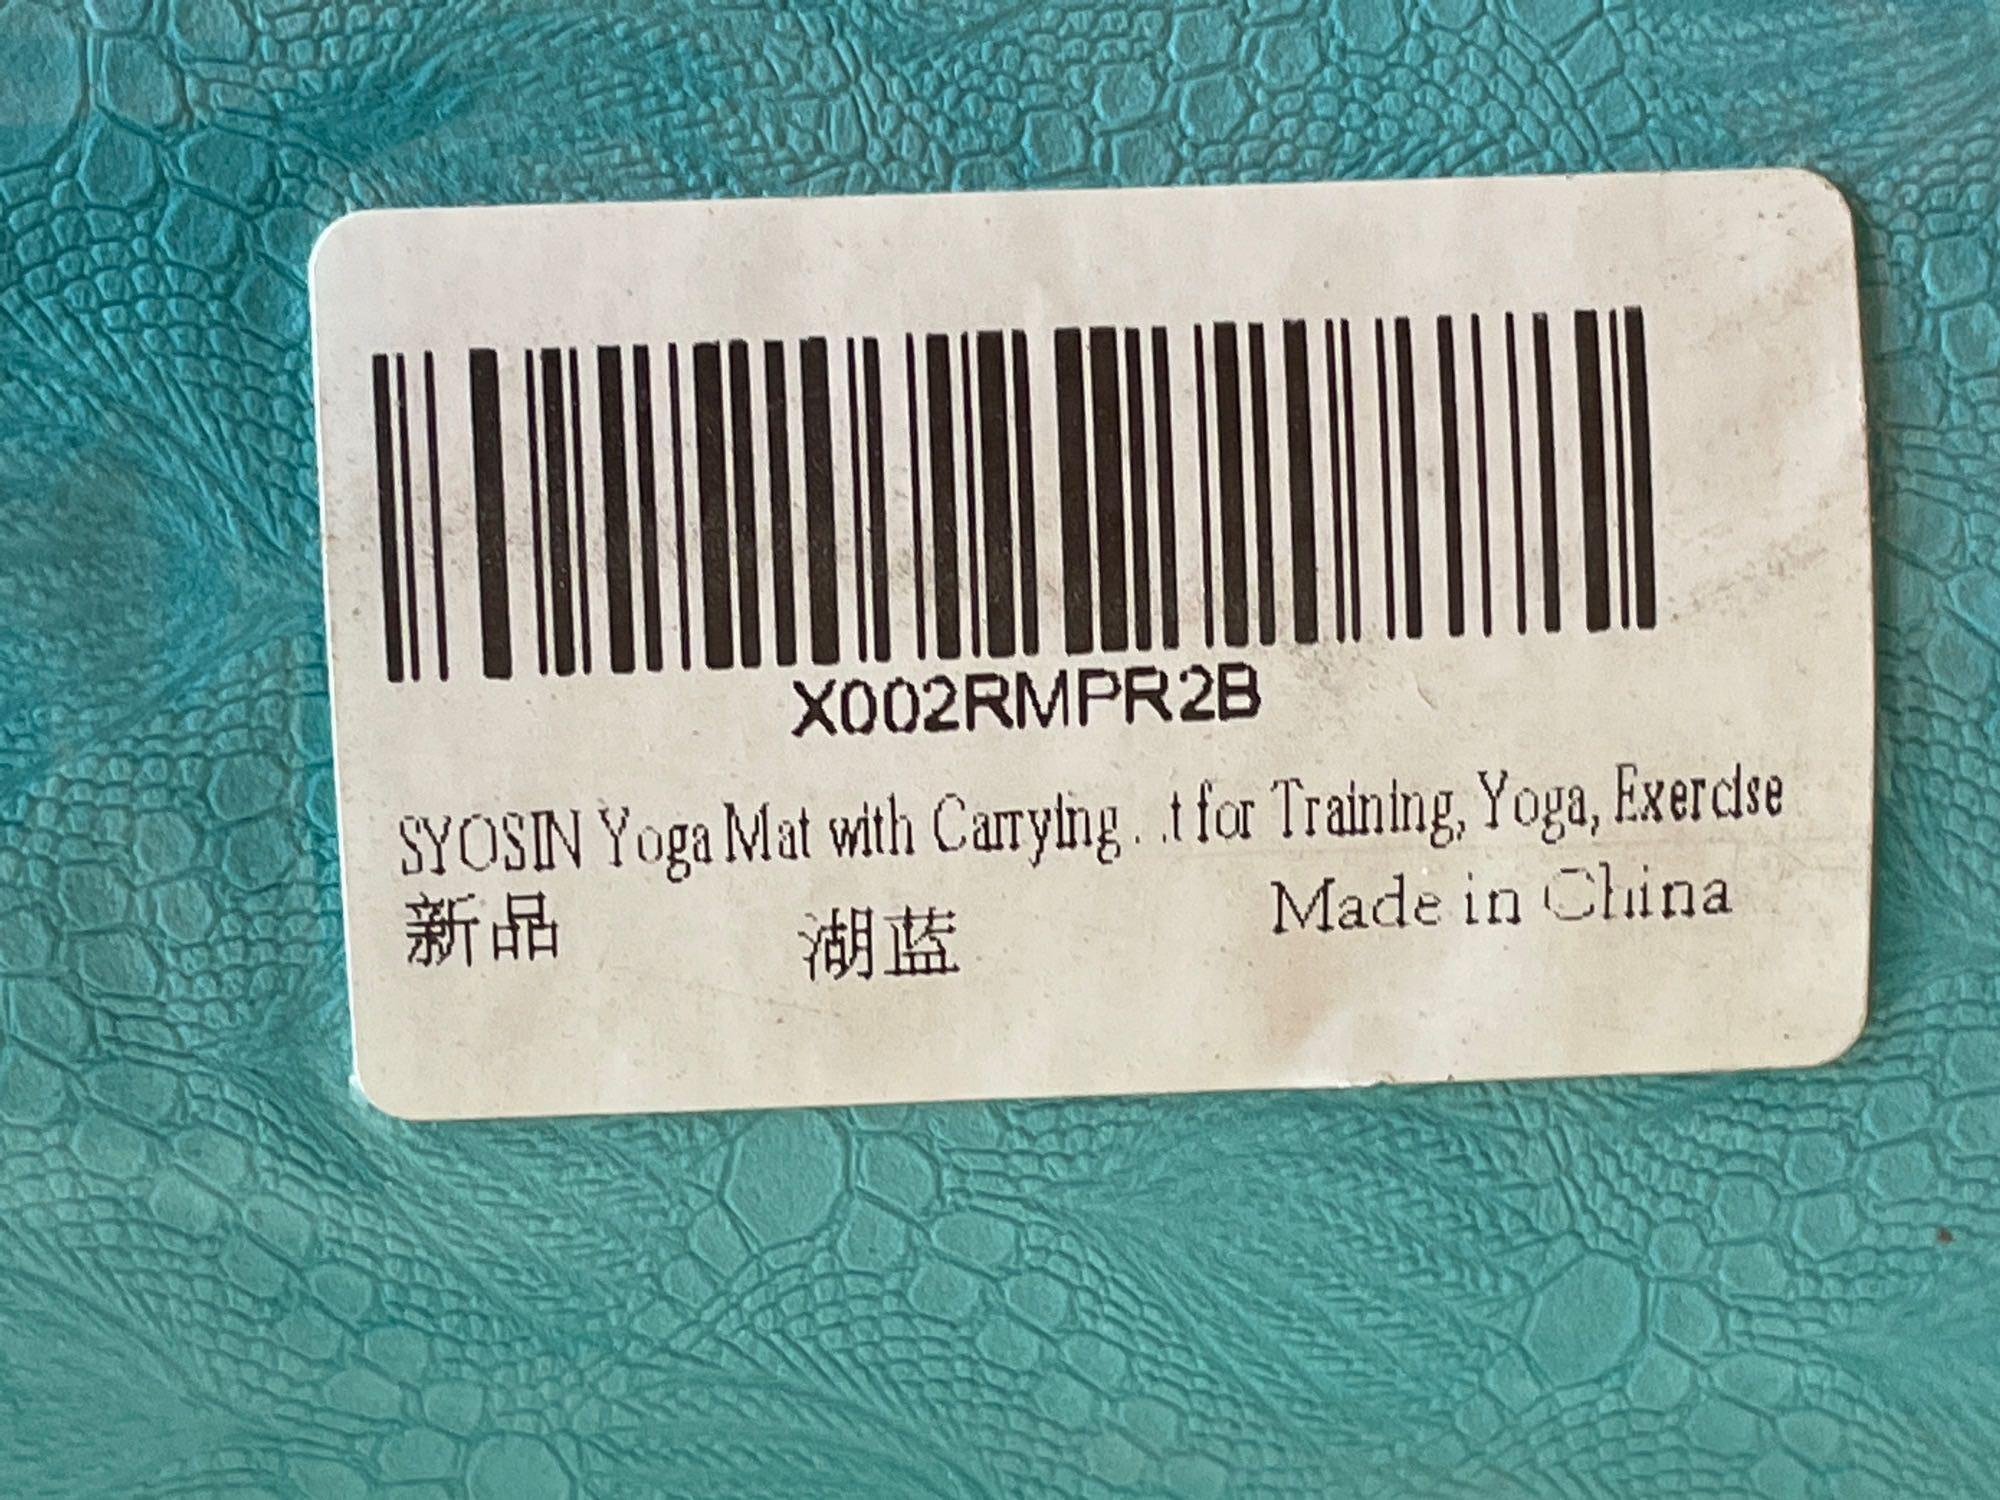 X002RMPR2B
SYOSIN Yoga Mat with Carrying . .t for Training, Yoga, Exercise
新品 湖蓝 Made in China